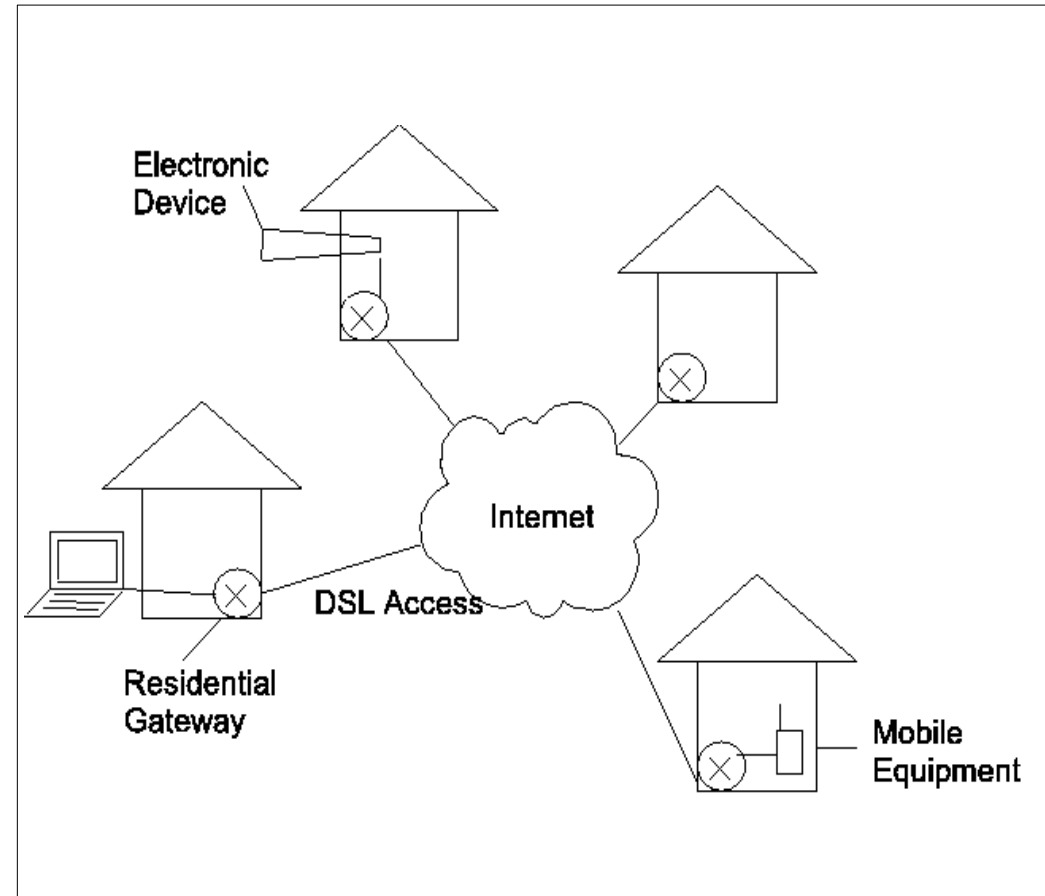 Electronic
Device
Internet
DSL Access
Residential
Gateway
Mobile
Equipment